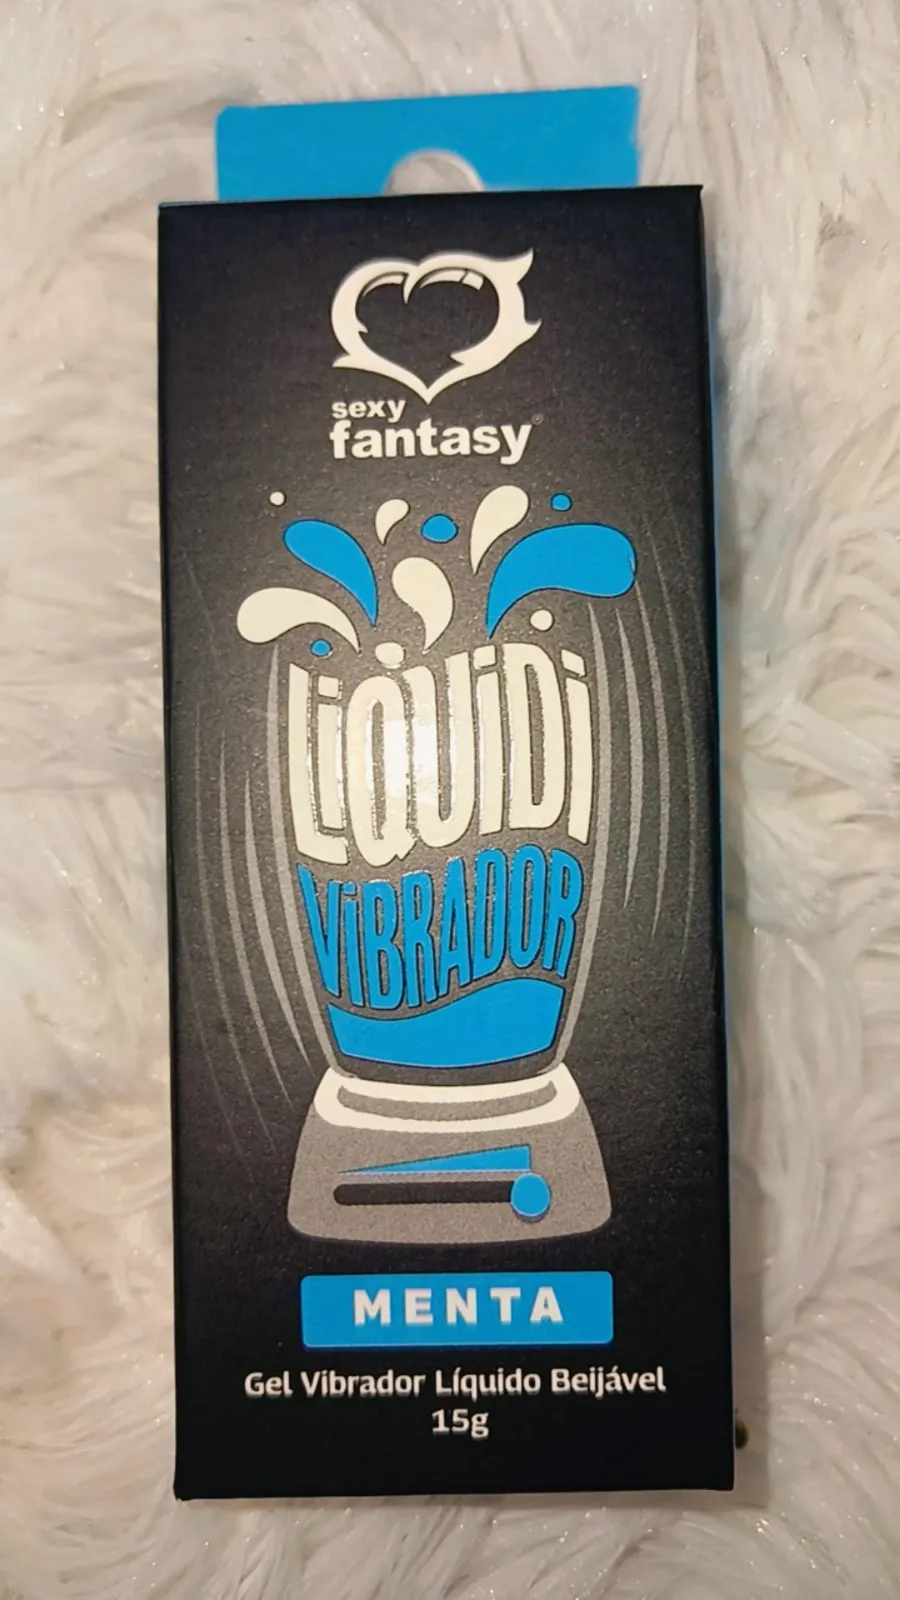 sexy
fantasy
LiQUiDi
ViBRADOR
MENTA
Gel Vibrador Líquido Beijável
15g